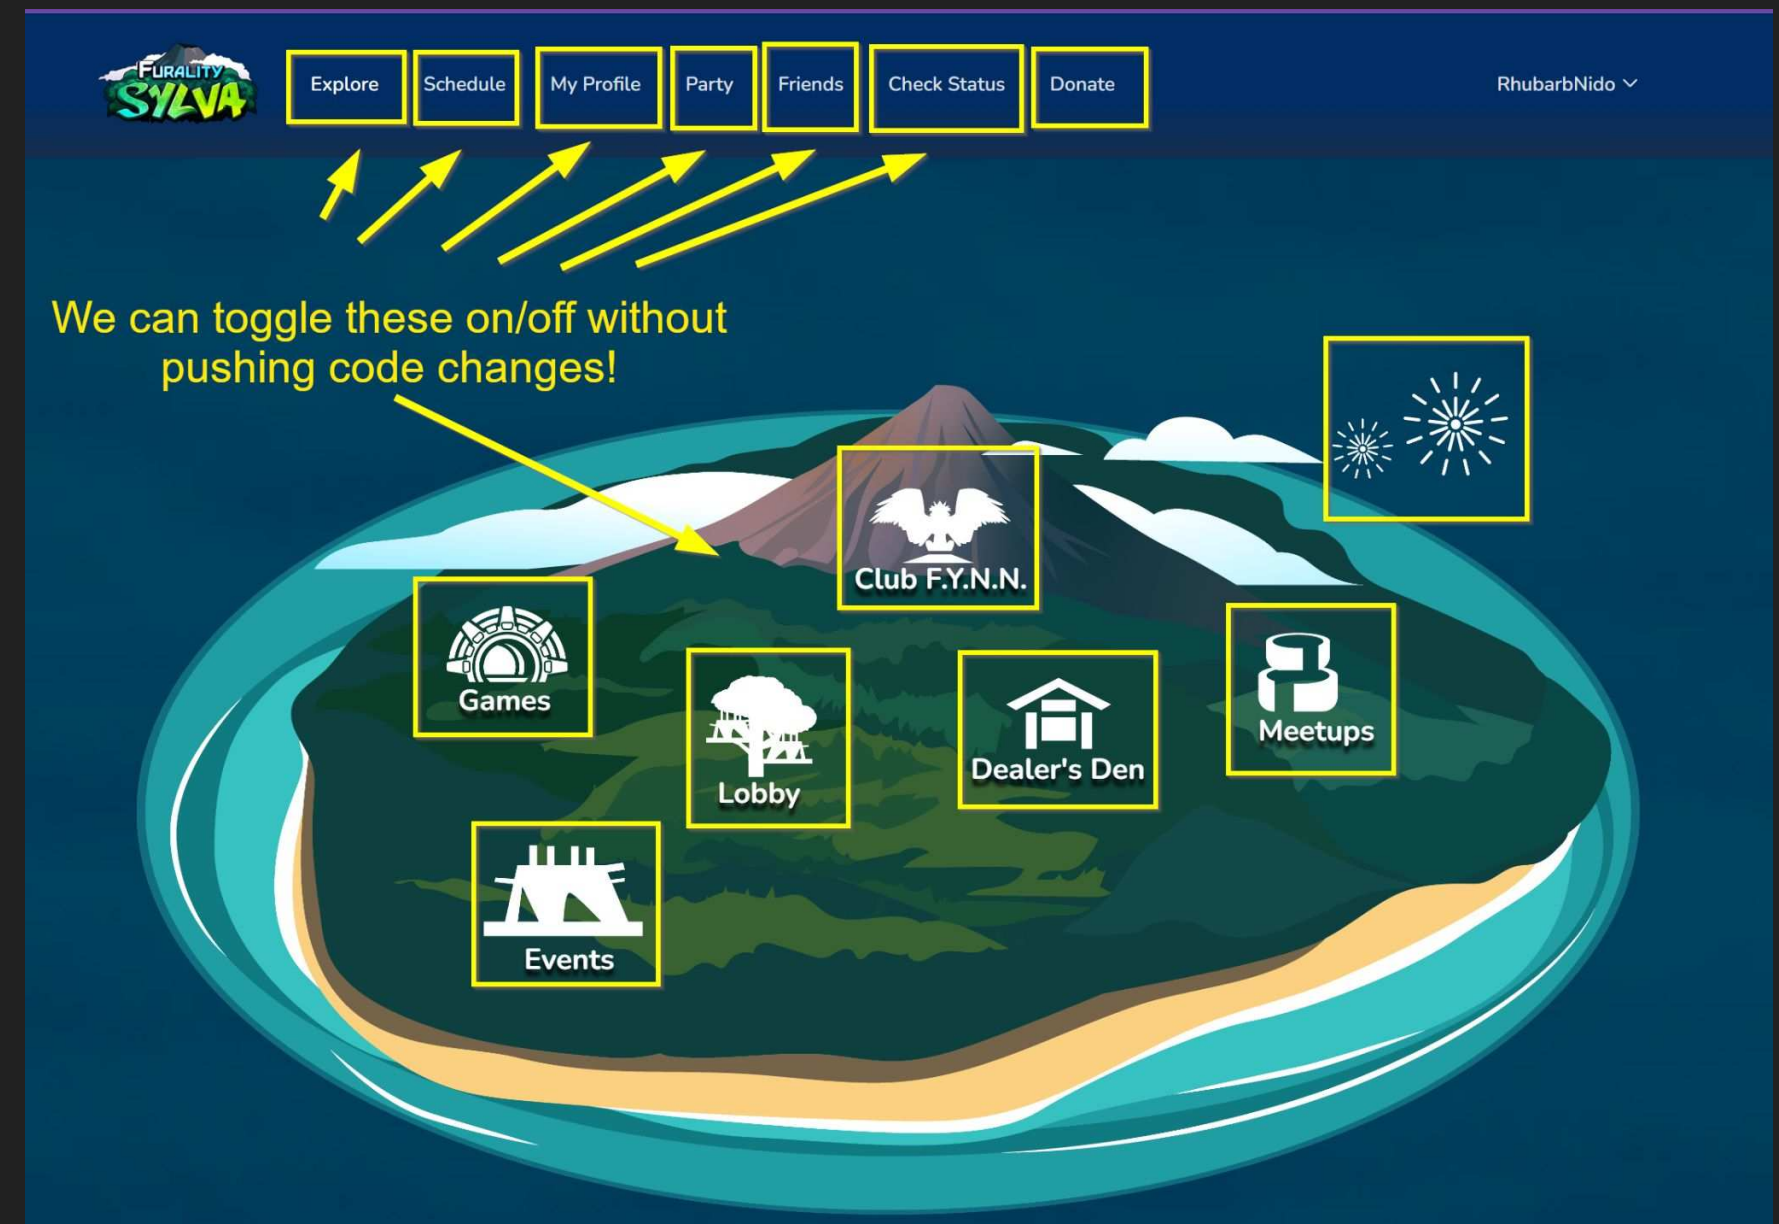 FURALITY
SYLVA
Explore Schedule My Profile Party Friends Check Status Donate RhubarbNido
We can toggle these on/off without
pushing code changes!
Club F.Y.N.N.
Games
Meetups
Dealer's Den
Lobby
Events